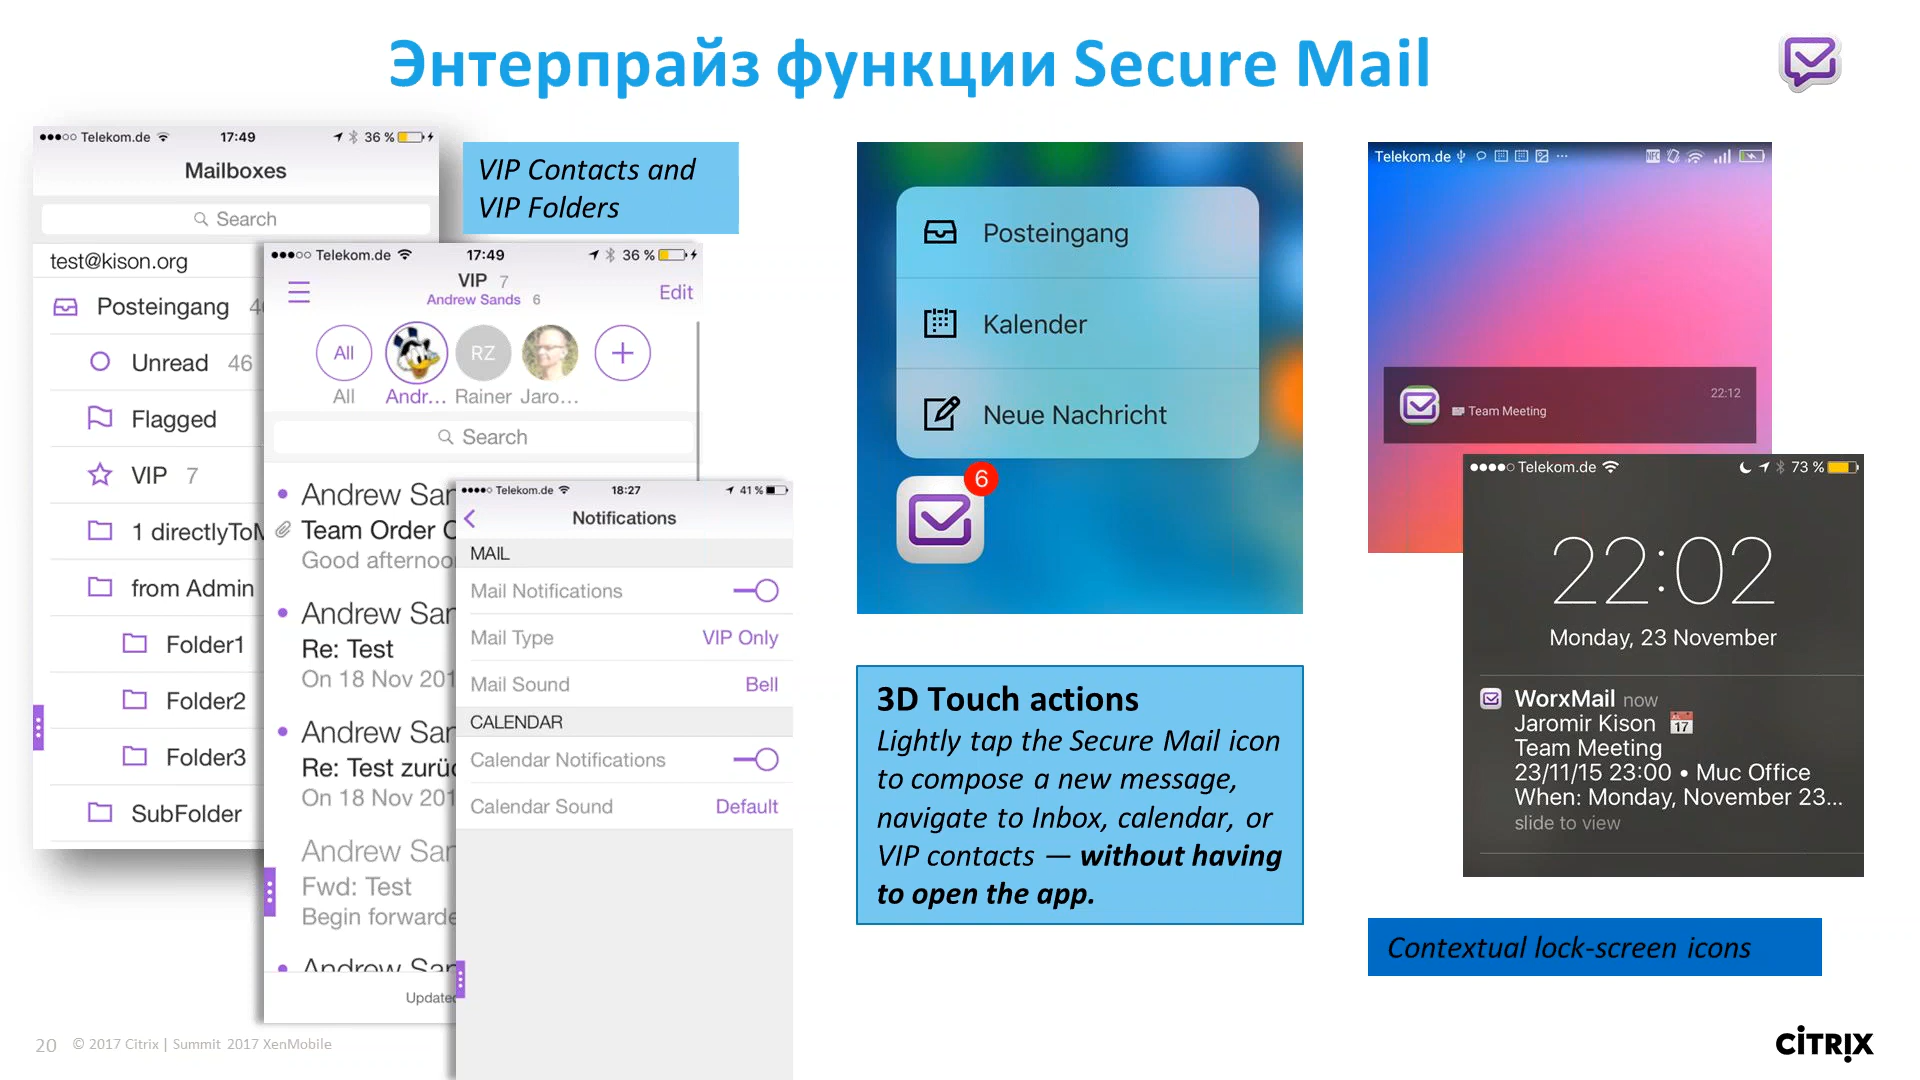 Энтерпрайз функции Secure Mail
Telekom.de 17:49 36 %
Mailboxes
Search
test@kison.org
Posteingang
Unread 46
Flagged
VIP 7
1 directlyToM
from Admin
Folder1
Folder2
Folder3
SubFolder
VIP Contacts and
VIP Folders
Telekom.de 17:49 36 %
VIP 7
Andrew Sands 6
Edit
All RZ
All Andr... Rainer Jaro...
Search
Andrew Sar
Team Order C
Good afternoo
Andrew Sar
Re: Test
On 18 Nov 201
Andrew Sar
Re: Test zurüc
On 18 Nov 201
Andrew Sar
Fwd: Test
Begin forwarde
Andrew Sar
Updated
Telekom.de 18:27 41 %
Notifications
MAIL
Mail Notifications
Mail Type VIP Only
Mail Sound Bell
CALENDAR
Calendar Notifications
Calendar Sound Default
Posteingang
Kalender
Neue Nachricht
6
3D Touch actions
Lightly tap the Secure Mail icon
to compose a new message,
navigate to Inbox, calendar, or
VIP contacts — without having
to open the app.
Telekom.de
22:12
Team Meeting
Telekom.de 73 %
22:02
Monday, 23 November
WorxMail now
Jaromir Kison 17
Team Meeting
23/11/15 23:00 • Muc Office
When: Monday, November 23...
slide to view
Contextual lock-screen icons
20 © 2017 Citrix | Summit 2017 XenMobile
CITRIX